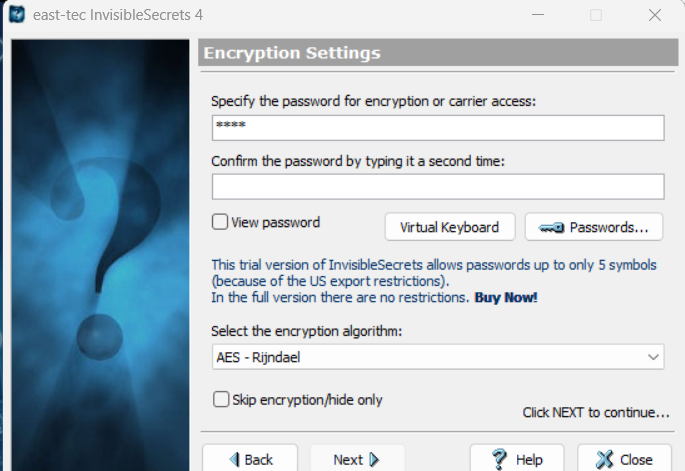 east-tec InvisibleSecrets 4
Encryption Settings
Specify the password for encryption or carrier access:
****
Confirm the password by typing it a second time:
View password
Virtual Keyboard
Passwords...
This trial version of InvisibleSecrets allows passwords up to only 5 symbols
(because of the US export restrictions).
In the full version there are no restrictions. Buy Now!
Select the encryption algorithm:
AES - Rijndael
Skip encryption/hide only
Click NEXT to continue...
Back
Next
Help
Close